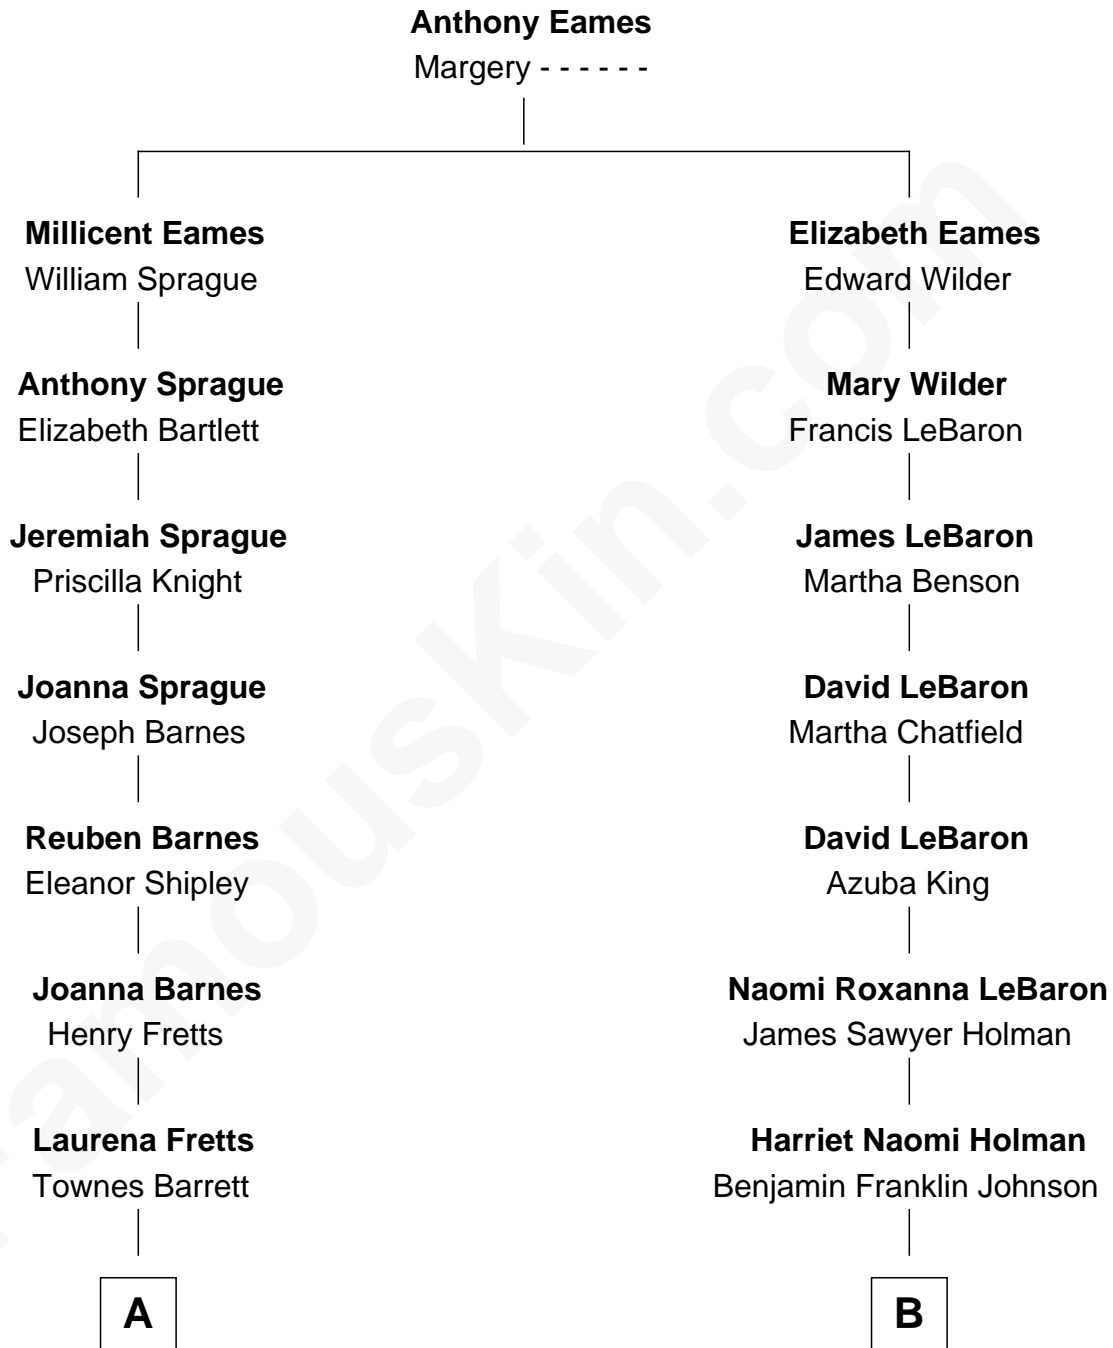 Anthony Eames
Margery - - - - - -
Millicent Eames
William Sprague
Elizabeth Eames
Edward Wilder
Anthony Sprague
Elizabeth Bartlett
Mary Wilder
Francis LeBaron
Jeremiah Sprague
Priscilla Knight
James LeBaron
Martha Benson
Joanna Sprague
Joseph Barnes
David LeBaron
Martha Chatfield
Reuben Barnes
Eleanor Shipley
David LeBaron
Azuba King
Joanna Barnes
Henry Fretts
Naomi Roxanna LeBaron
James Sawyer Holman
Laurena Fretts
Townes Barrett
Harriet Naomi Holman
Benjamin Franklin Johnson
A
B
FamousKin.com